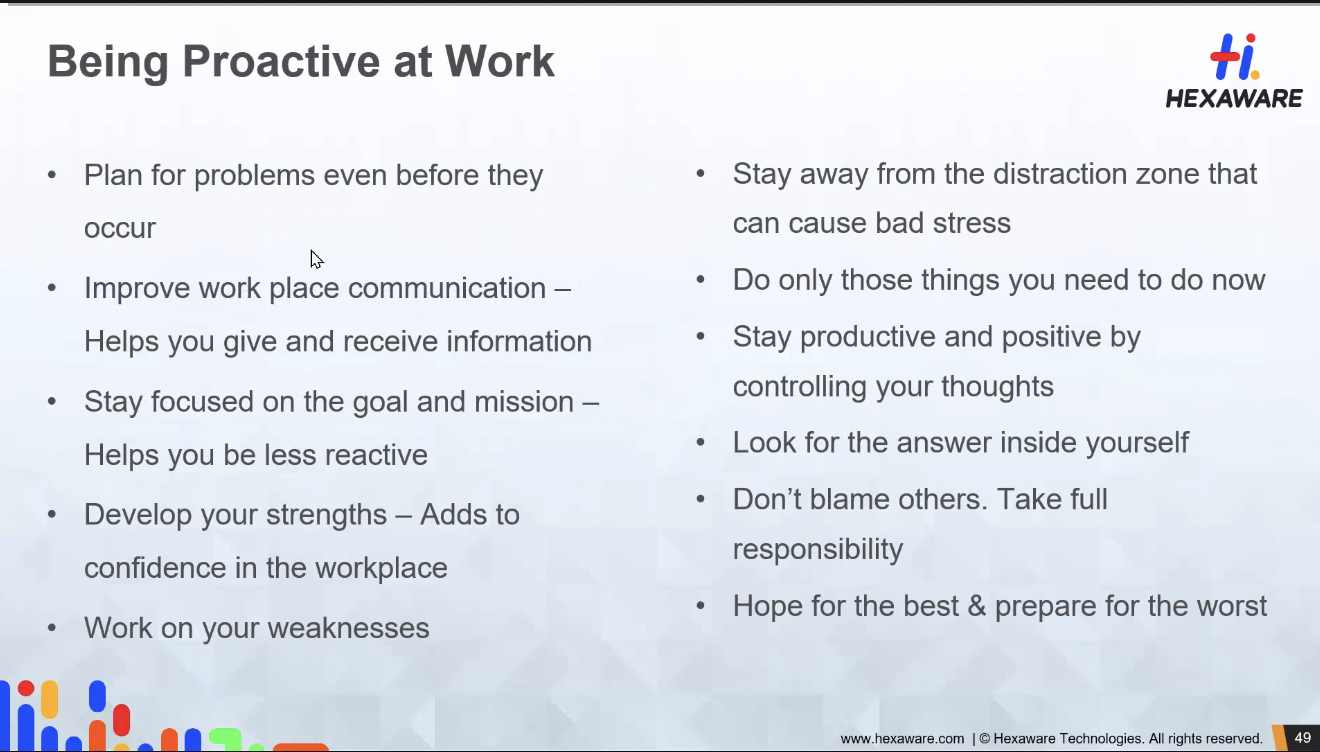 Being Proactive at Work
HEXAWARE
• Plan for problems even before they
occur
• Improve work place communication –
Helps you give and receive information
• Stay focused on the goal and mission –
Helps you be less reactive
• Develop your strengths – Adds to
confidence in the workplace
• Work on your weaknesses
• Stay away from the distraction zone that
can cause bad stress
• Do only those things you need to do now
• Stay productive and positive by
controlling your thoughts
• Look for the answer inside yourself
• Don’t blame others. Take full
responsibility
• Hope for the best & prepare for the worst
www.hexaware.com | © Hexaware Technologies. All rights reserved. 49